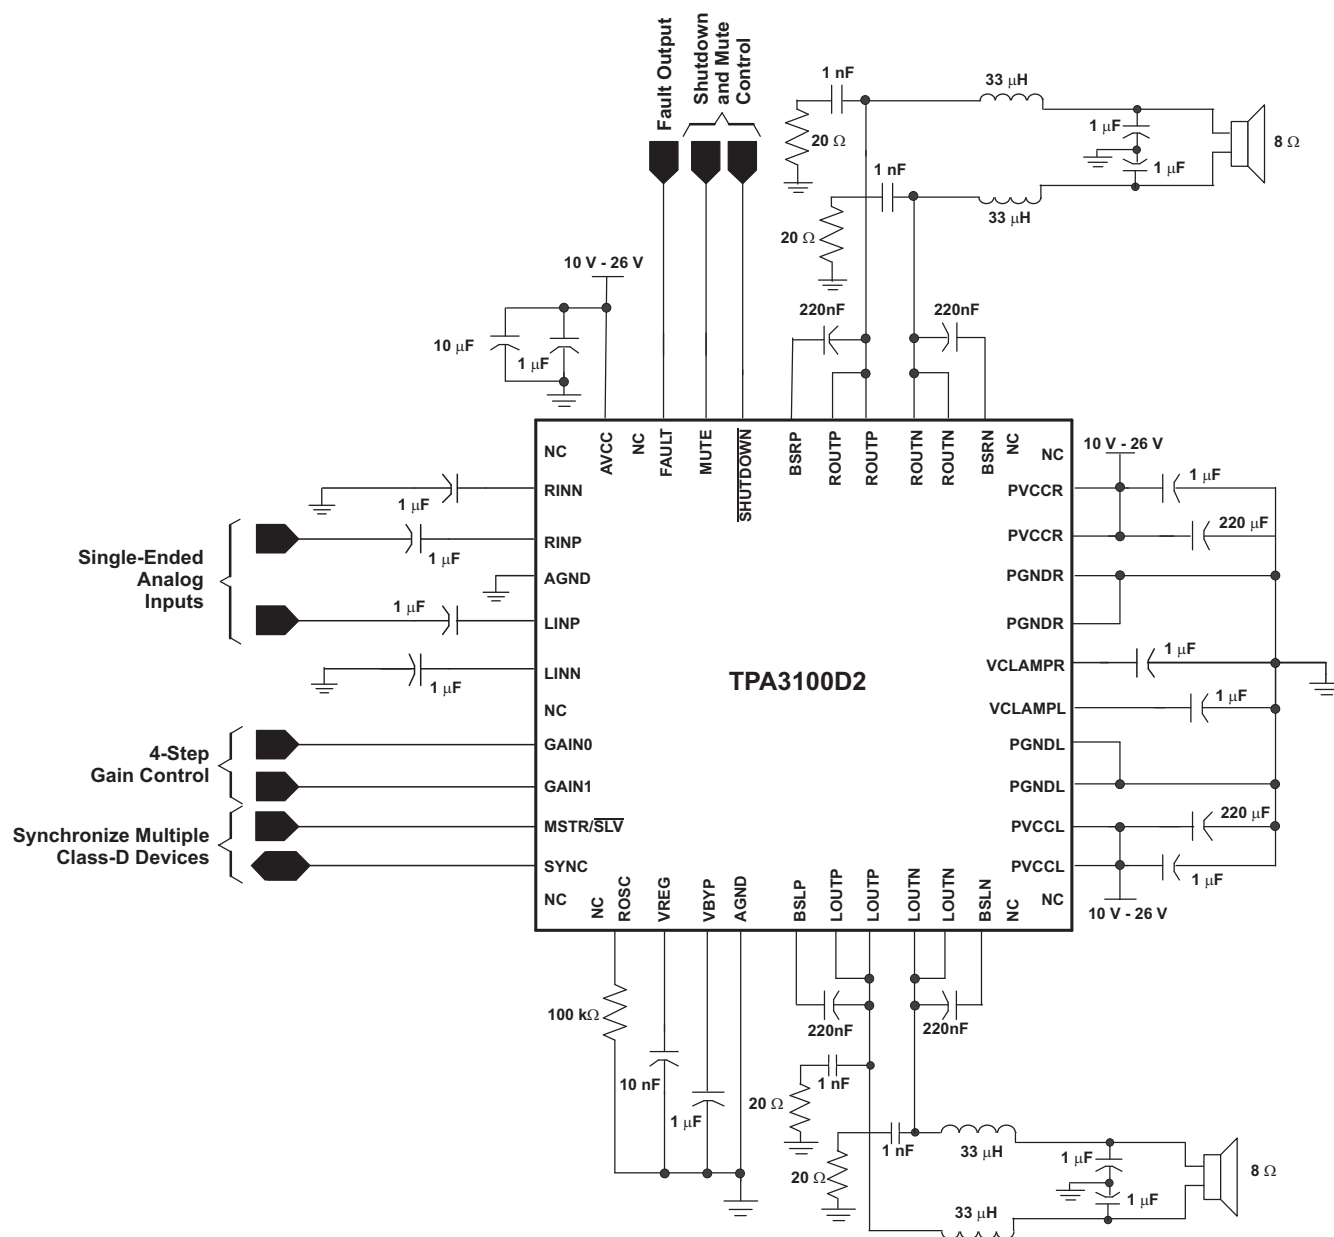 Fault Output
Shutdown
and Mute
Control
1 nF
33 µH
20 Ω
1 µF
1 µF
8 Ω
1 nF
33 µH
20 Ω
10 V - 26 V
10 µF
1 µF
220nF
220nF
NC
AVCC
NC
FAULT
MUTE
SHUTDOWN
BSRP
ROUTP
ROUTP
ROUTN
ROUTN
BSRN
NC
NC
10 V - 26 V
1 µF
RINN
PVCCR
1 µF
220 µF
Single-Ended
Analog
Inputs
RINP
PVCCR
1 µF
AGND
PGNDR
1 µF
LINP
PGNDR
1 µF
LINN
VCLAMPR
1 µF
TPA3100D2
1 µF
NC
VCLAMPL
4-Step
Gain Control
GAIN0
PGNDL
GAIN1
PGNDL
Synchronize Multiple
Class-D Devices
MSTR/SLV
PVCCL
220 µF
SYNC
PVCCL
1 µF
NC
NC
ROSC
VREG
VBYP
AGND
BSLP
LOUTP
LOUTP
LOUTN
LOUTN
BSLN
NC
NC
10 V - 26 V
100 kΩ
220nF
220nF
10 nF
1 µF
1 nF
20 Ω
1 nF
33 µH
20 Ω
1 µF
1 µF
8 Ω
33 µH